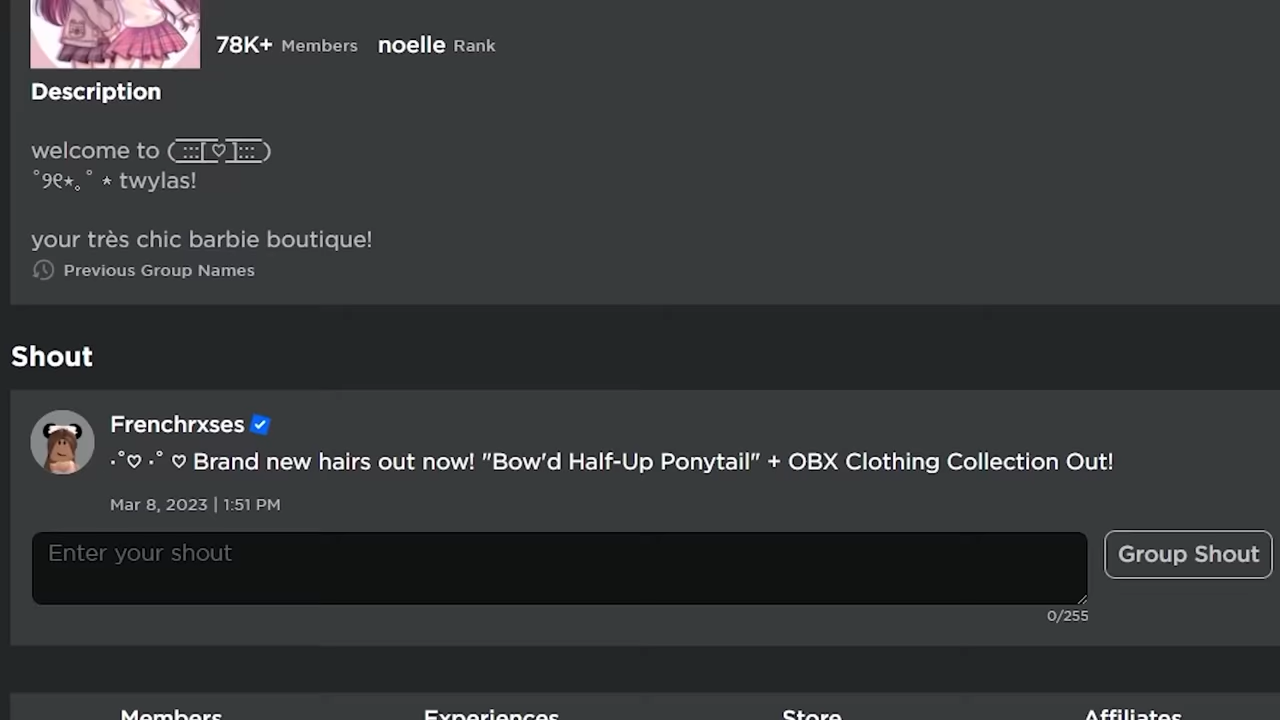 78K+ Members noelle Rank
Description
welcome to ( ͡:::[ ♡ ]:::͡ )
˚୨୧⋆｡˚ ⋆ twylas!
your très chic barbie boutique!
Previous Group Names
Shout
Frenchrxses
·˚♡ ·˚ ♡ Brand new hairs out now! "Bow'd Half-Up Ponytail" + OBX Clothing Collection Out!
Mar 8, 2023 | 1:51 PM
Enter your shout
Group Shout
0/255
Members Experiences Store Affiliates